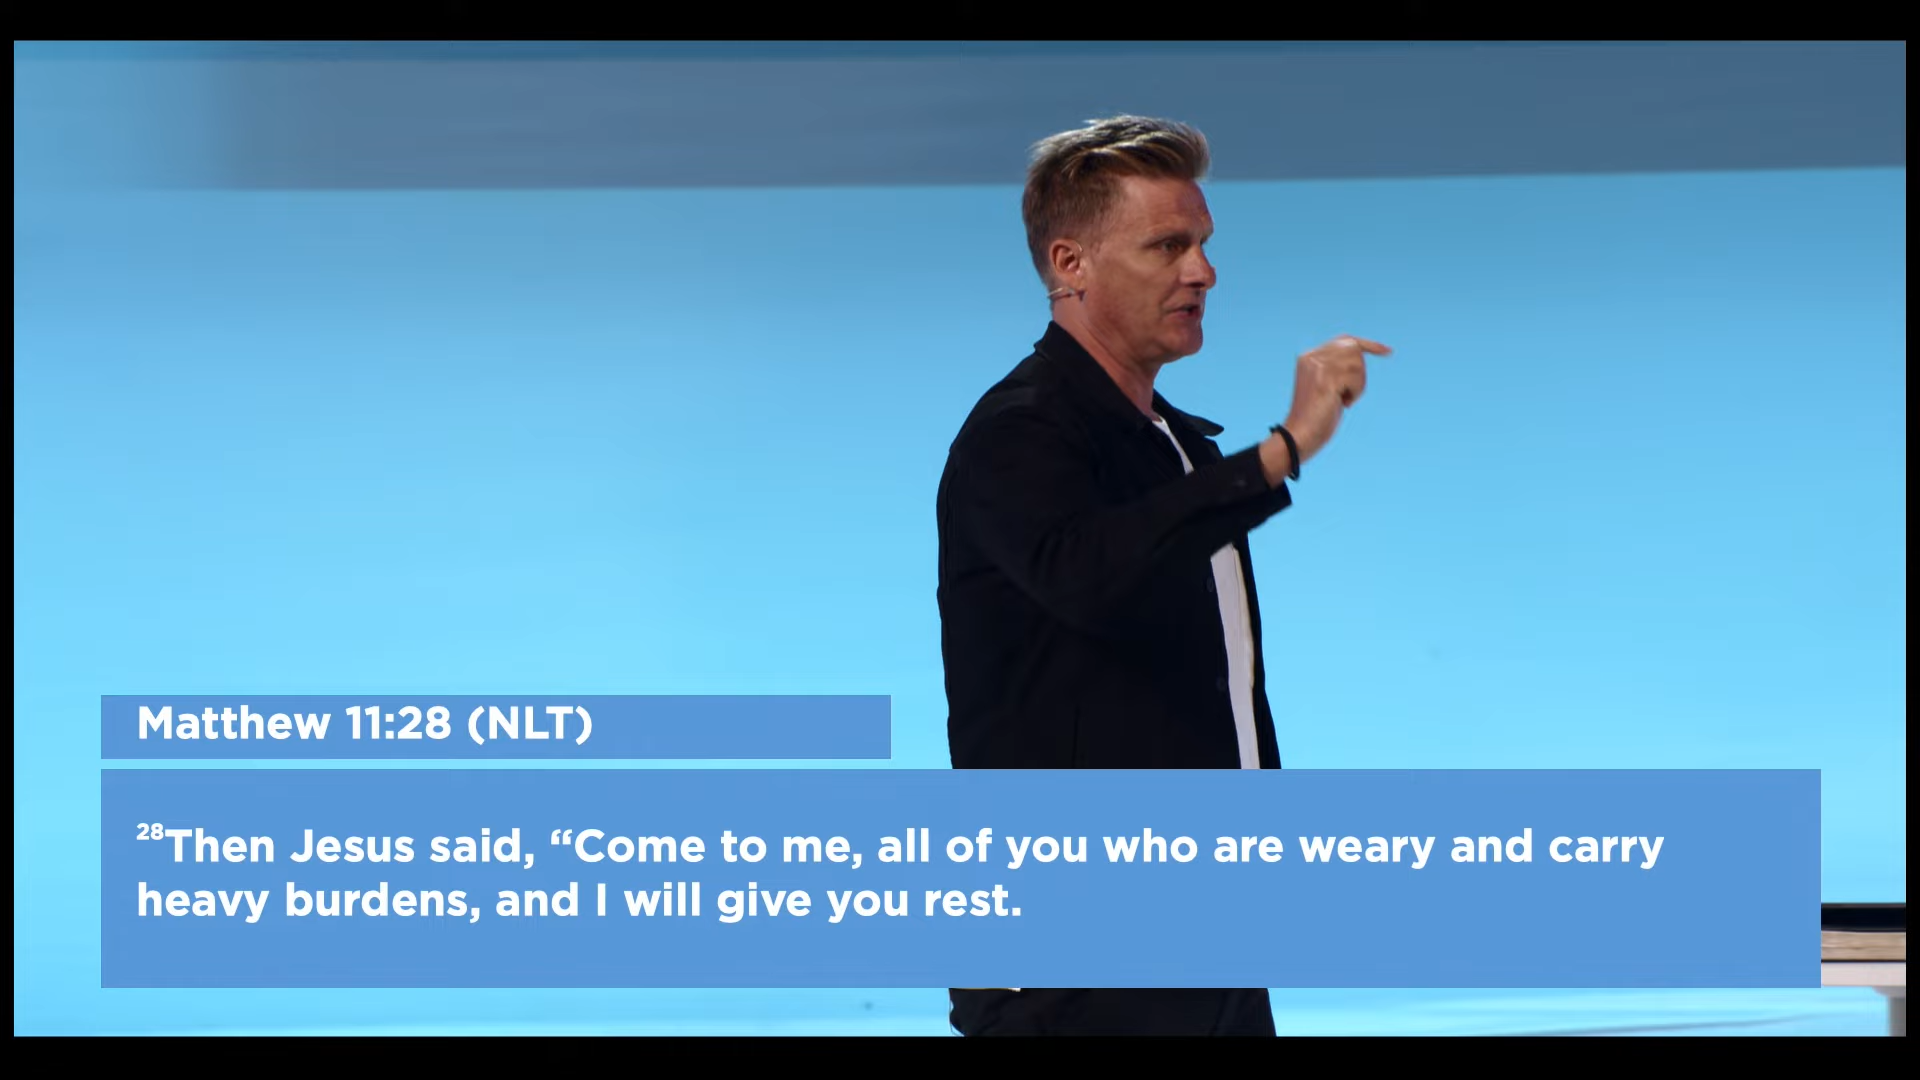 Matthew 11:28 (NLT)
²⁸Then Jesus said, “Come to me, all of you who are weary and carry
heavy burdens, and I will give you rest.